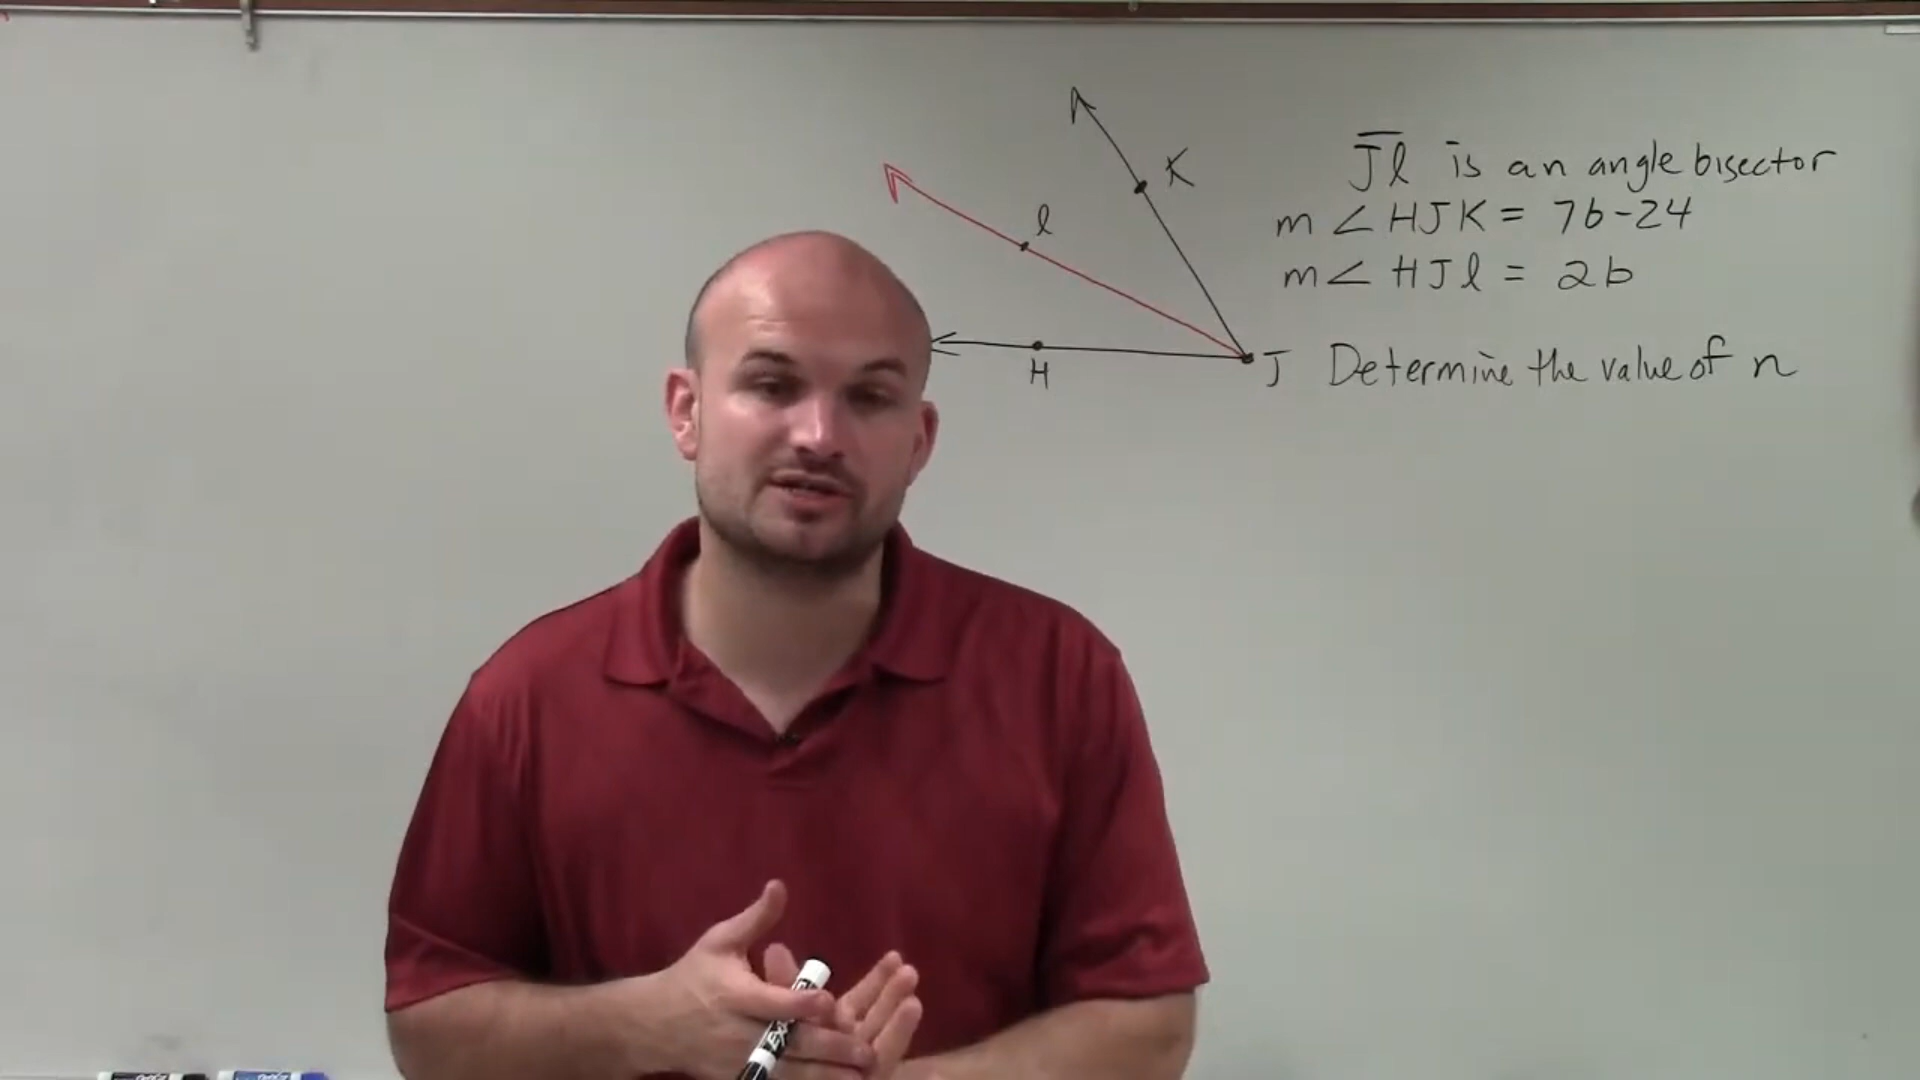 K
l
H
J
Jl is an angle bisector
m∠HJK = 7b-24
m∠HJl = 2b
Determine the value of n